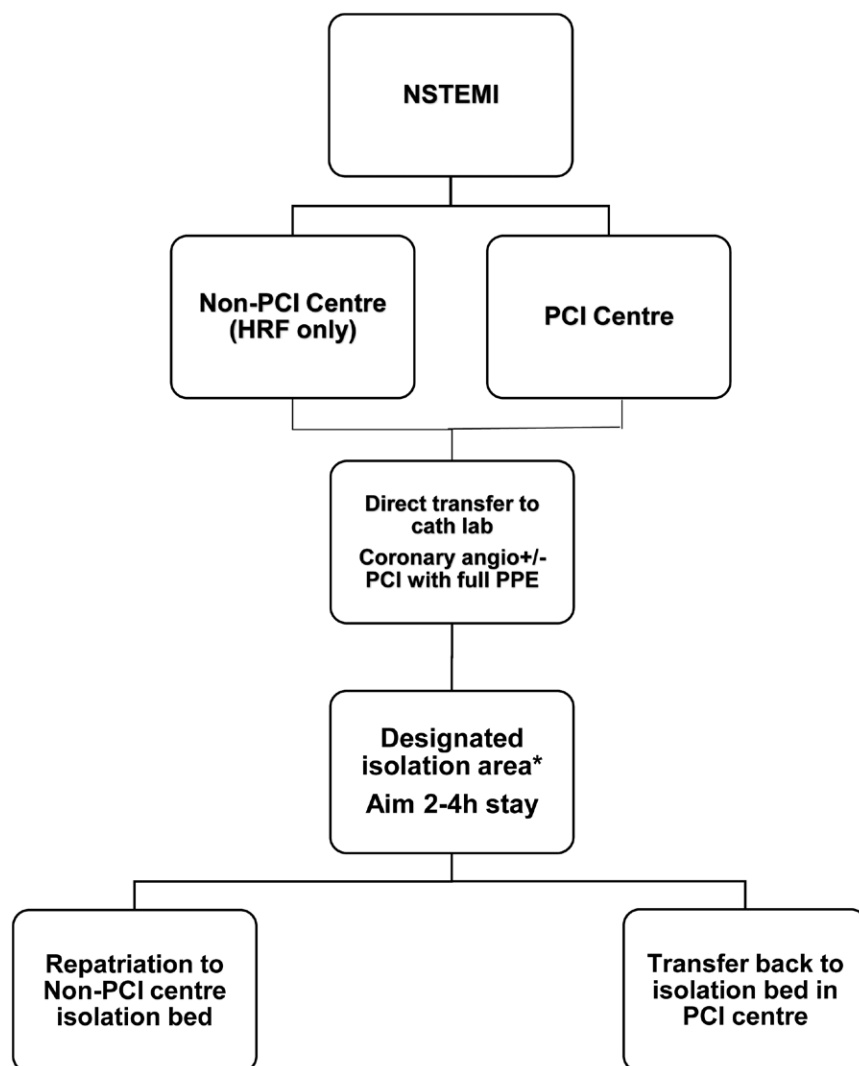 NSTEMI
Non-PCI Centre
(HRF only)
PCI Centre
Direct transfer to
cath lab
Coronary angio+/-
PCI with full PPE
Designated
isolation area*
Aim 2-4h stay
Repatriation to
Non-PCI centre
isolation bed
Transfer back to
isolation bed in
PCI centre